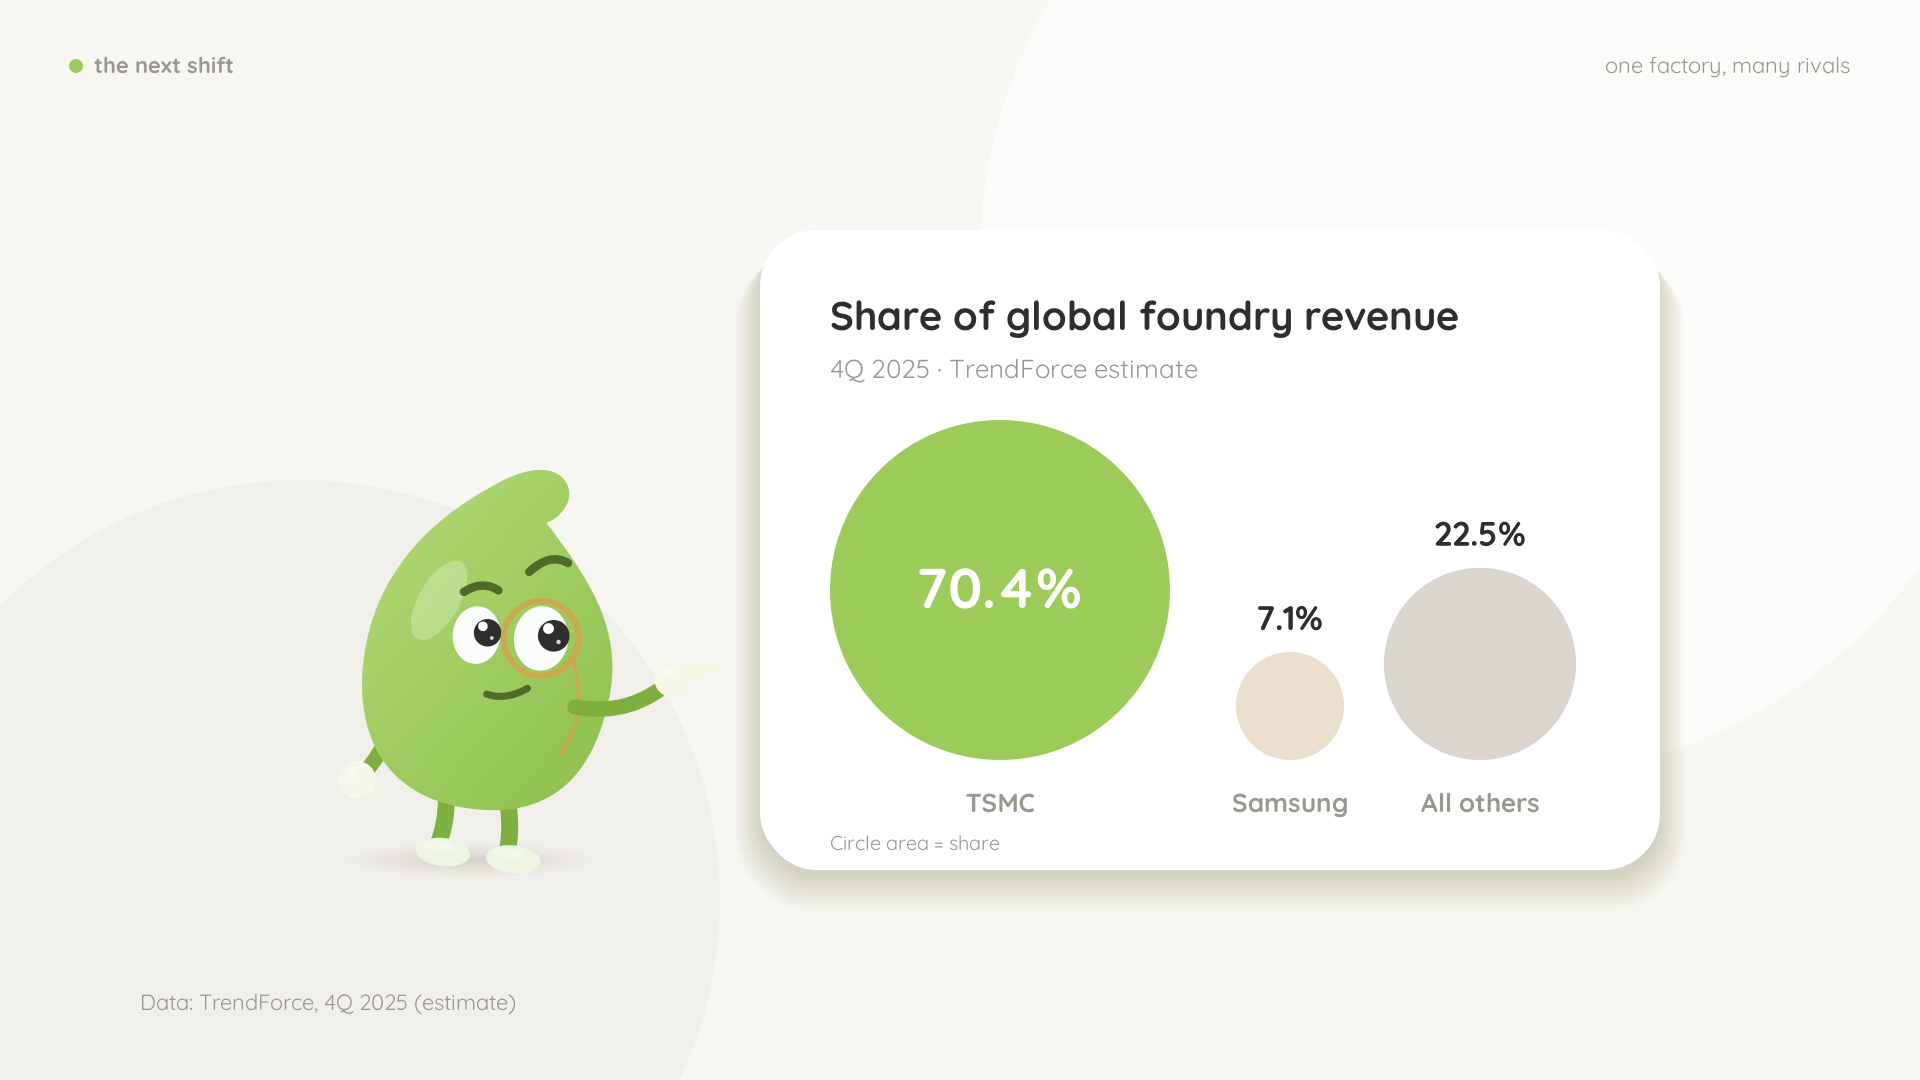 the next shift
one factory, many rivals
Share of global foundry revenue
4Q 2025 · TrendForce estimate
70.4%
7.1%
22.5%
TSMC
Samsung
All others
Circle area = share
Data: TrendForce, 4Q 2025 (estimate)